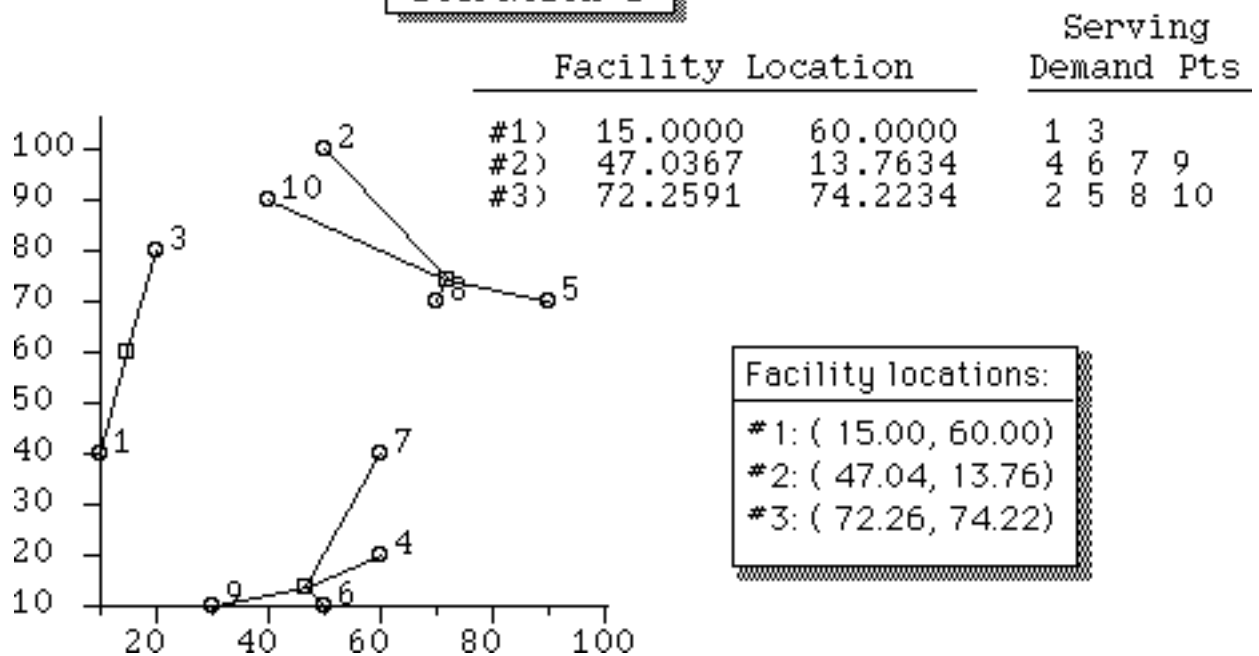 Serving
Facility Location Demand Pts
#1) 15.0000 60.0000 1 3
#2) 47.0367 13.7634 4 6 7 9
#3) 72.2591 74.2234 2 5 8 10
100
90
80
70
60
50
40
30
20
10
20 40 60 80 100
2
10
3
8
5
1
7
4
9
6
Facility locations:
#1: ( 15.00, 60.00)
#2: ( 47.04, 13.76)
#3: ( 72.26, 74.22)